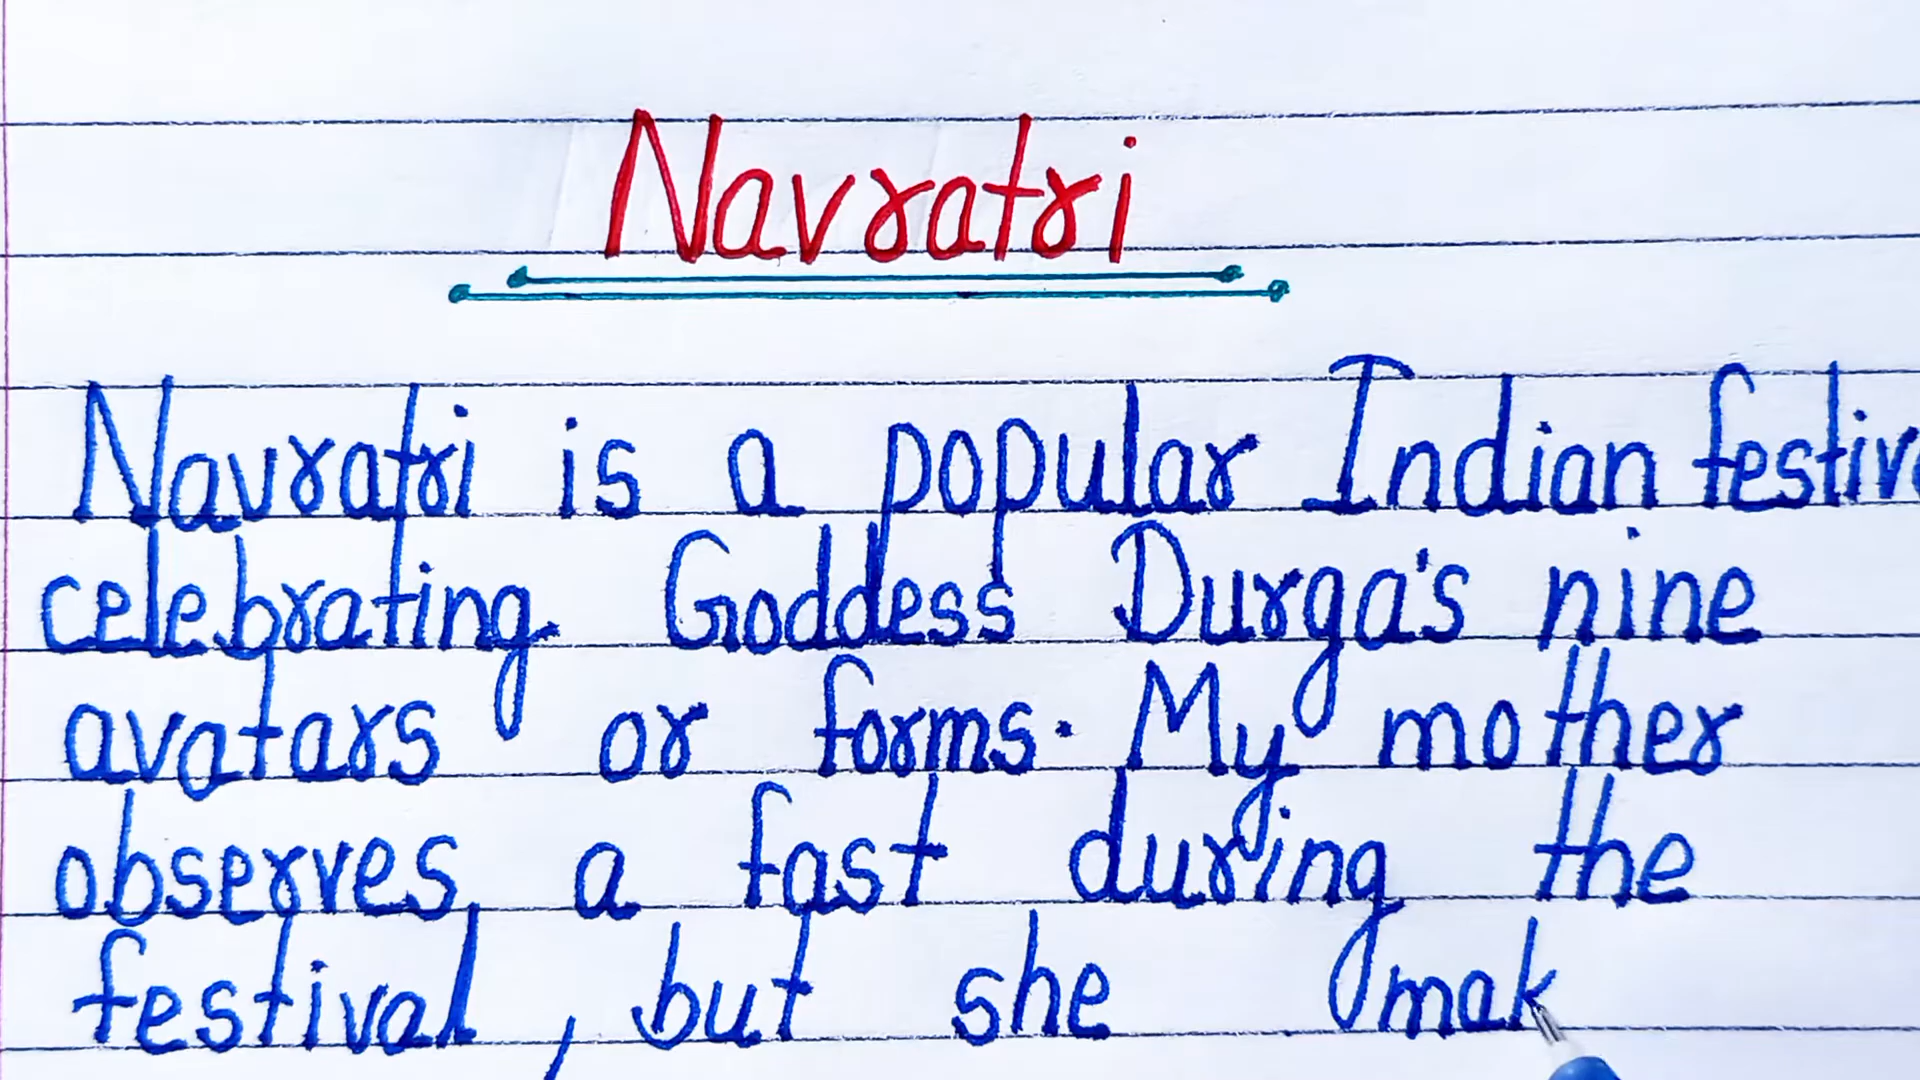 Navratri
Navratri is a popular Indian festiv
celebrating Goddess Durga's nine
avatars or forms. My mother
observes a fast during the
festival, but she mak